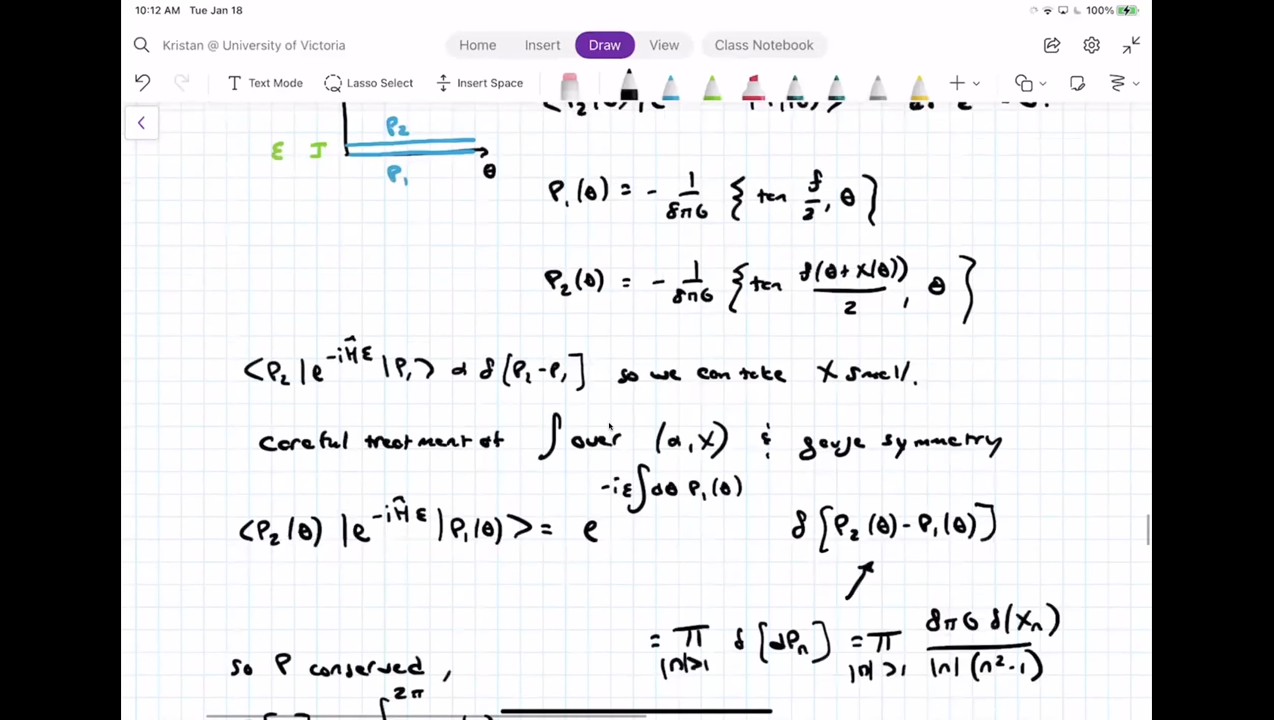 10:12 AM Tue Jan 18
100%
Kristan @ University of Victoria
Home Insert Draw View Class Notebook
Text Mode Lasso Select Insert Space
P₂
ε J
θ
P₁
P₁(θ) = - 1/8πG { tan f/2, θ }
P₂(θ) = - 1/8πG { tan f(θ + X(θ))/2, θ }
<P₂|e^{-iĤε}|P₁> α δ[P₂-P₁] so we can take X small.
Careful treatment of ∫ over (α, X) & gauge symmetry
<P₂(θ)|e^{-iĤε}|P₁(θ)> = e^{-iε∫dθ P₁(θ)} δ[P₂(θ)-P₁(θ)]
= Π_{|n|>1} δ[dPₙ] = Π_{|n|>1} 8πG δ(Xₙ)/|n|(n²-1)
so P conserved,
2π